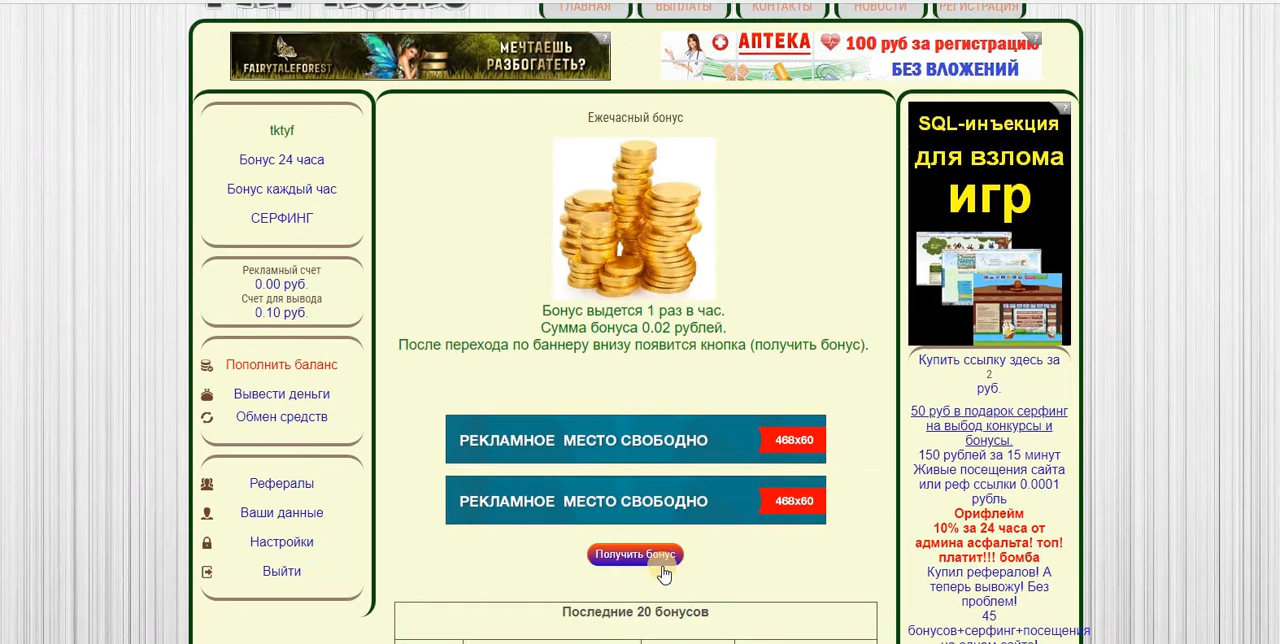 ГЛАВНАЯ
ВЫПЛАТЫ
КОНТАКТЫ
НОВОСТИ
РЕГИСТРАЦИЯ
FAIRYTALEFOREST
МЕЧТАЕШЬ
РАЗБОГАТЕТЬ?
?
АПТЕКА
100 руб за регистрацию
БЕЗ ВЛОЖЕНИЙ
?
tktyf
Бонус 24 часа
Бонус каждый час
СЕРФИНГ
Рекламный счет
0.00 руб.
Счет для вывода
0.10 руб.
Пополнить баланс
Вывести деньги
Обмен средств
Рефералы
Ваши данные
Настройки
Выйти
Ежечасный бонус
Бонус выдется 1 раз в час.
Сумма бонуса 0.02 рублей.
После перехода по баннеру внизу появится кнопка (получить бонус).
РЕКЛАМНОЕ МЕСТО СВОБОДНО 468x60
РЕКЛАМНОЕ МЕСТО СВОБОДНО 468x60
Получить бонус
Последние 20 бонусов
?
SQL-инъекция
для взлома
игр
Купить ссылку здесь за
2
руб.
50 руб в подарок серфинг
на выбод конкурсы и
бонусы.
150 рублей за 15 минут
Живые посещения сайта
или реф ссылки 0.0001
рубль
Орифлейм
10% за 24 часа от
админа асфальта! топ!
платит!!! бомба
Купил рефералов! А
теперь вывожу! Без
проблем!
45
бонусов+серфинг+посещения
на одном сайте!